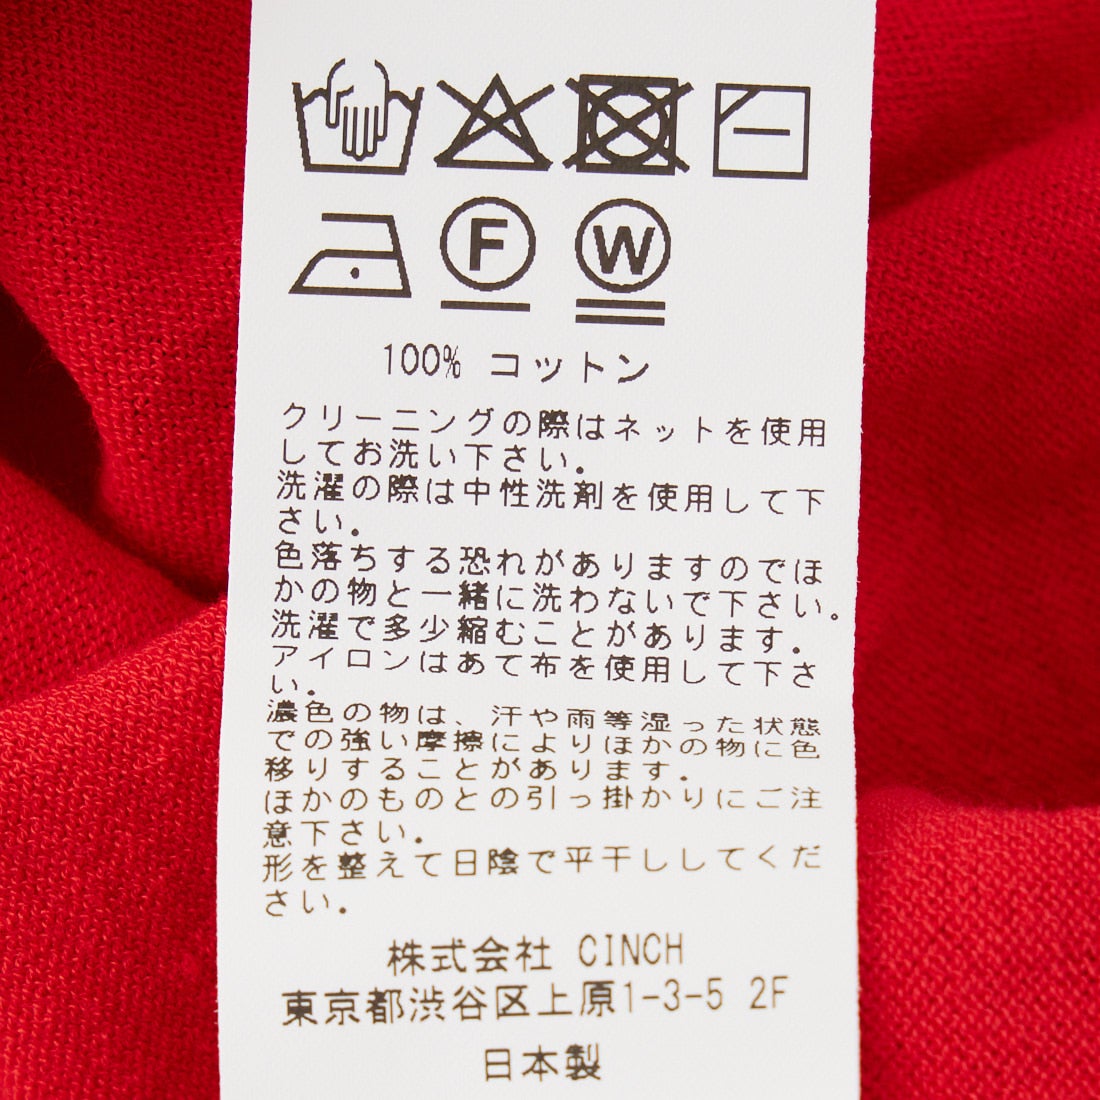 F
W
100% コットン
クリーニングの際はネットを使用
してお洗い下さい.
洗濯の際は中性洗剤を使用して下
さい.
色落ちする恐れがありますのでほ
かの物と一緒に洗わないで下さい。
洗濯で多少縮むことがあります.
アイロンはあて布を使用して下さ
い.
濃色の物は、汗や雨等湿った状態
での強い摩擦によりほかの物に色
移りすることがあります.
ほかのものとの引っ掛かりにご注
意下さい.
形を整えて日陰で平干ししてくだ
さい.
株式会社 CINCH
東京都渋谷区上原1-3-5 2F
日本製